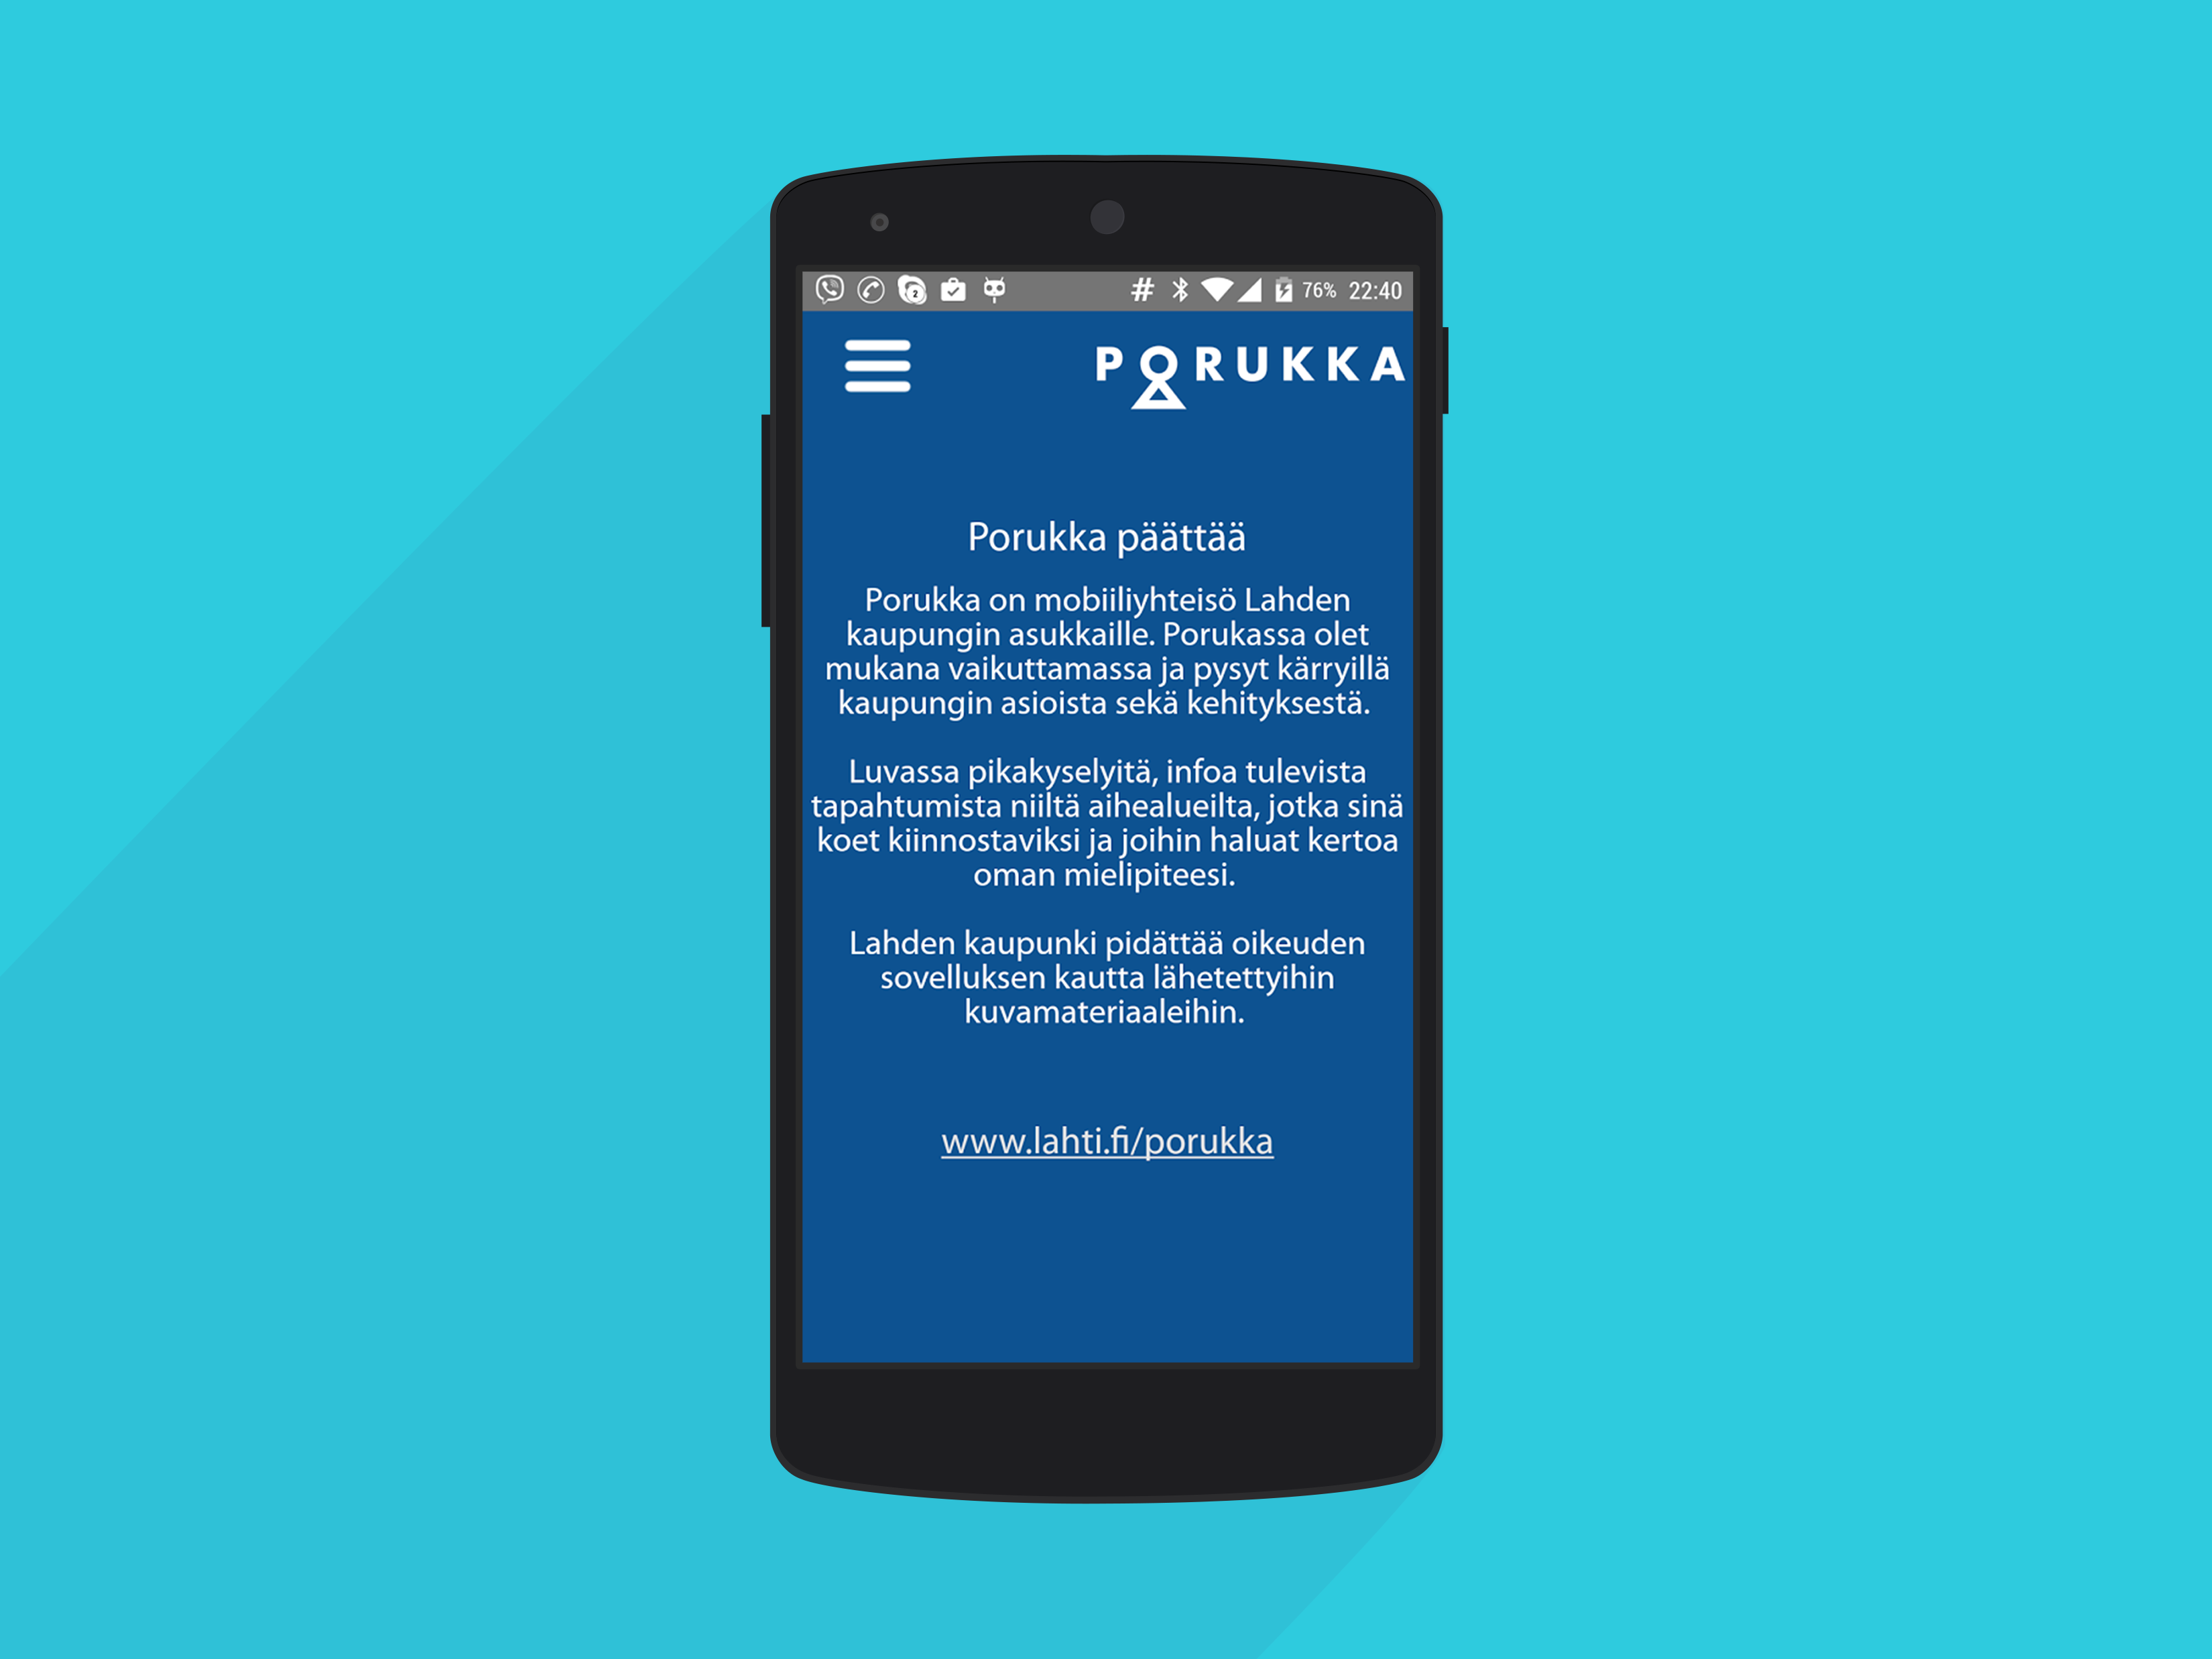 2
#
76%
22:40
PORUKKA
Porukka päättää
Porukka on mobiiliyhteisö Lahden
kaupungin asukkaille. Porukassa olet
mukana vaikuttamassa ja pysyt kärryillä
kaupungin asioista sekä kehityksestä.
Luvassa pikakyselyitä, infoa tulevista
tapahtumista niiltä aihealueilta, jotka sinä
koet kiinnostaviksi ja joihin haluat kertoa
oman mielipiteesi.
Lahden kaupunki pidättää oikeuden
sovelluksen kautta lähetettyihin
kuvamateriaaleihin.
www.lahti.fi/porukka